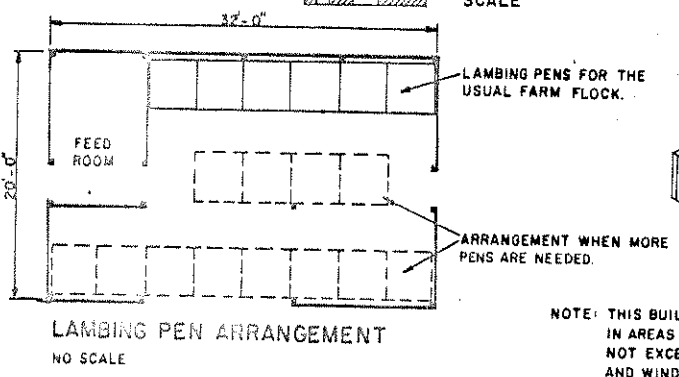 SCALE
32'-0"
LAMBING PENS FOR THE
USUAL FARM FLOCK.
FEED
ROOM
20'-0"
ARRANGEMENT WHEN MORE
PENS ARE NEEDED.
LAMBING PEN ARRANGEMENT
NO SCALE
NOTE: THIS BUIL
IN AREAS
NOT EXCE
AND WIND